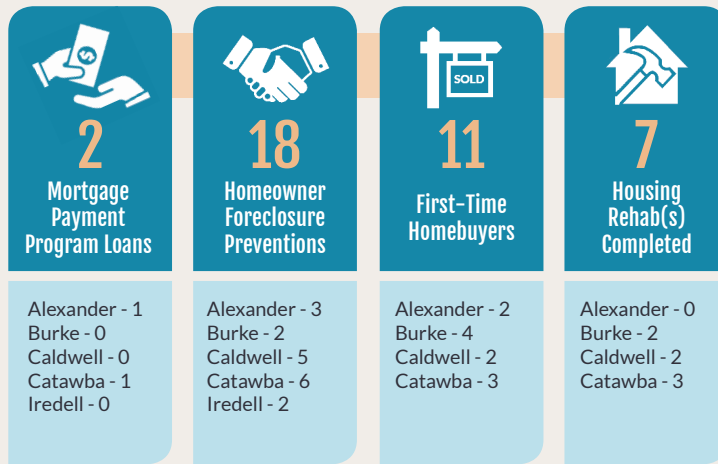 $
2
Mortgage
Payment
Program Loans
Alexander - 1
Burke - 0
Caldwell - 0
Catawba - 1
Iredell - 0
18
Homeowner
Foreclosure
Preventions
Alexander - 3
Burke - 2
Caldwell - 5
Catawba - 6
Iredell - 2
SOLD
11
First-Time
Homebuyers
Alexander - 2
Burke - 4
Caldwell - 2
Catawba - 3
7
Housing
Rehab(s)
Completed
Alexander - 0
Burke - 2
Caldwell - 2
Catawba - 3